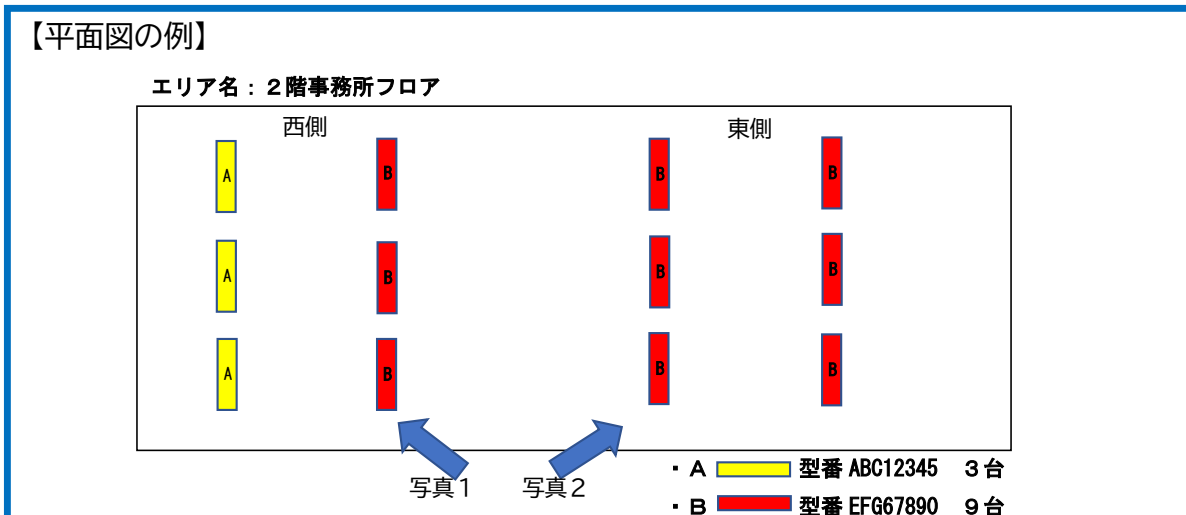 【平面図の例】
エリア名：２階事務所フロア
西側 東側
A B B B
A B B B
A B B B
写真１ 写真２
・A 型番 ABC12345 ３台
・B 型番 EFG67890 ９台